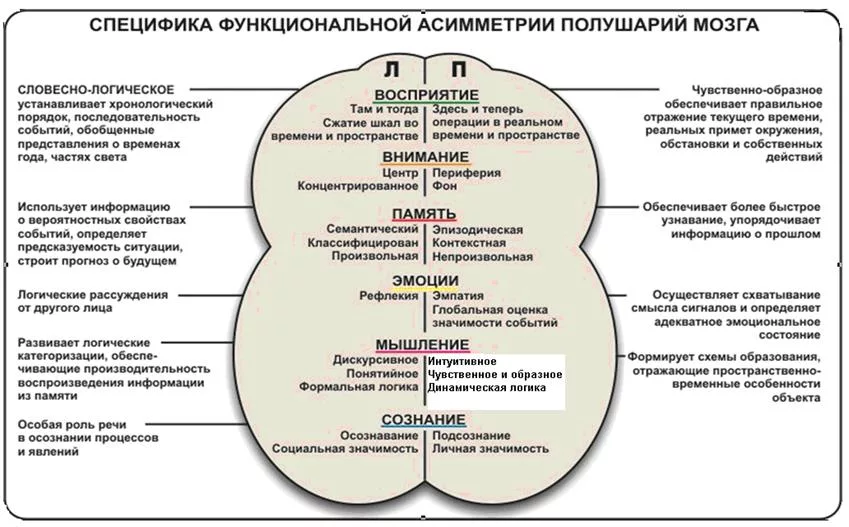 СПЕЦИФИКА ФУНКЦИОНАЛЬНОЙ АСИММЕТРИИ ПОЛУШАРИЙ МОЗГА
Л П
СЛОВЕСНО-ЛОГИЧЕСКОЕ
устанавливает хронологический
порядок, последовательность
событий, обобщенные
представления о временах
года, частях света
Использует информацию
о вероятностных свойствах
событий, определяет
предсказуемость ситуации,
строит прогноз о будущем
Логические рассуждения
от другого лица
Развивает логические
категоризации, обеспе-
чивающие производительность
воспроизведения информации
из памяти
Особая роль речи
в осознании процессов
и явлений
ВОСПРИЯТИЕ
Там и тогда
Сжатие шкал во
времени и пространстве
Здесь и теперь
операции в реальном
времени и пространстве
ВНИМАНИЕ
Центр
Концентрированное
Периферия
Фон
ПАМЯТЬ
Семантический
Классифицирован
Произвольная
Эпизодическая
Контекстная
Непроизвольная
ЭМОЦИИ
Рефлекия
Эмпатия
Глобальная оценка
значимости событий
МЫШЛЕНИЕ
Дискурсивное
Понятийное
Формальная логика
Интуитивное
Чувственное и образное
Динамическая логика
СОЗНАНИЕ
Осознавание
Социальная значимость
Подсознание
Личная значимость
Чувственно-образное
обеспечивает правильное
отражение текущего времени,
реальных примет окружения,
обстановки и собственных
действий
Обеспечивает более быстрое
узнавание, упорядочивает
информацию о прошлом
Осуществляет схватывание
смысла сигналов и определяет
адекватное эмоциональное
состояние
Формирует схемы образования,
отражающие пространственно-
временные особенности
объекта